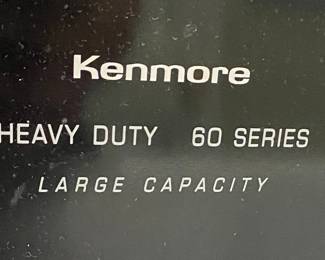 Kenmore
HEAVY DUTY 60 SERIES
LARGE CAPACITY